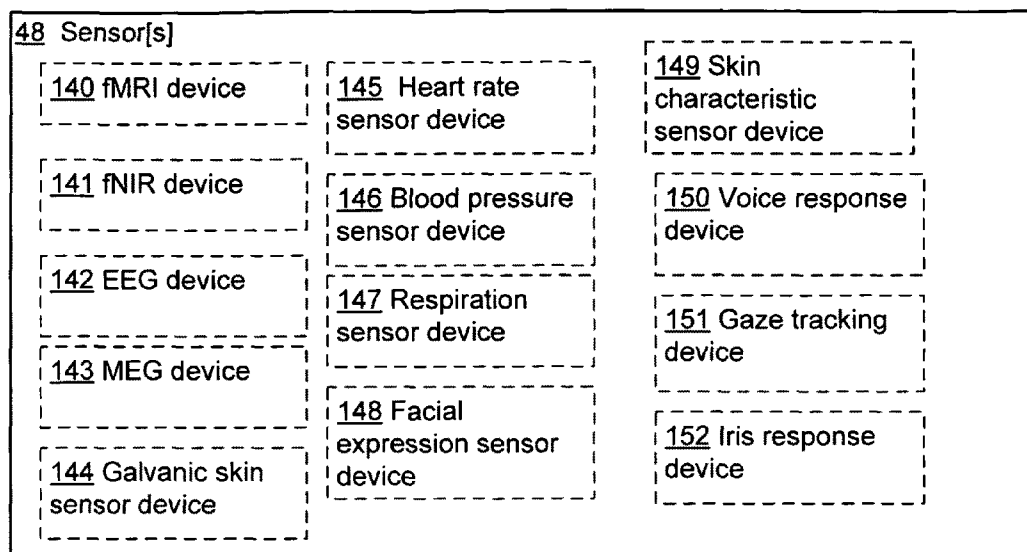 48 Sensor[s]
140 fMRI device
141 fNIR device
142 EEG device
143 MEG device
144 Galvanic skin
sensor device
145 Heart rate
sensor device
146 Blood pressure
sensor device
147 Respiration
sensor device
148 Facial
expression sensor
device
149 Skin
characteristic
sensor device
150 Voice response
device
151 Gaze tracking
device
152 Iris response
device